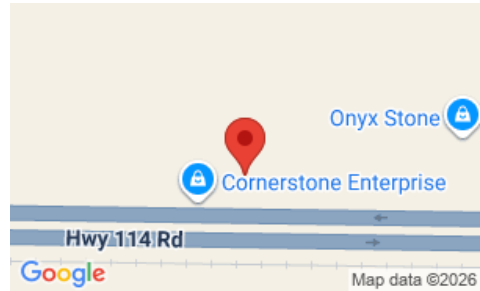 Onyx Stone
Cornerstone Enterprise
Hwy 114 Rd
Google
Map data ©2026